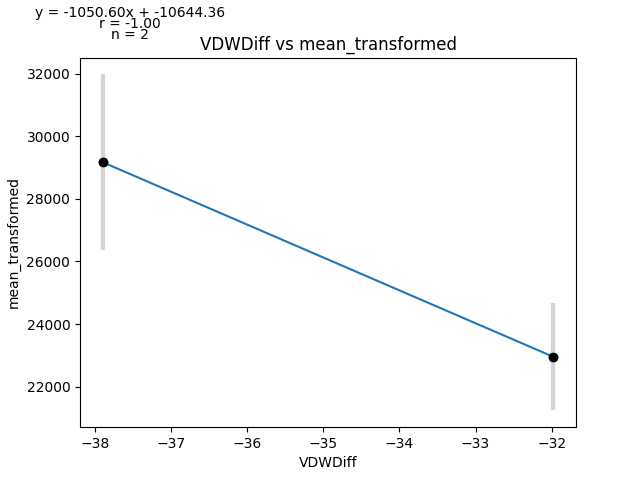 y = -1050.60x + -10644.36
r = -1.00
n = 2
VDWDiff vs mean_transformed
32000
30000
28000
26000
24000
22000
mean_transformed
−38
−37
−36
−35
−34
−33
−32
VDWDiff